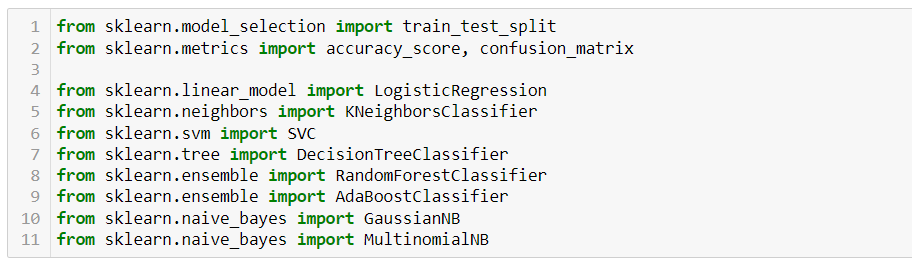 1 from sklearn.model_selection import train_test_split
2 from sklearn.metrics import accuracy_score, confusion_matrix
3
4 from sklearn.linear_model import LogisticRegression
5 from sklearn.neighbors import KNeighborsClassifier
6 from sklearn.svm import SVC
7 from sklearn.tree import DecisionTreeClassifier
8 from sklearn.ensemble import RandomForestClassifier
9 from sklearn.ensemble import AdaBoostClassifier
10 from sklearn.naive_bayes import GaussianNB
11 from sklearn.naive_bayes import MultinomialNB